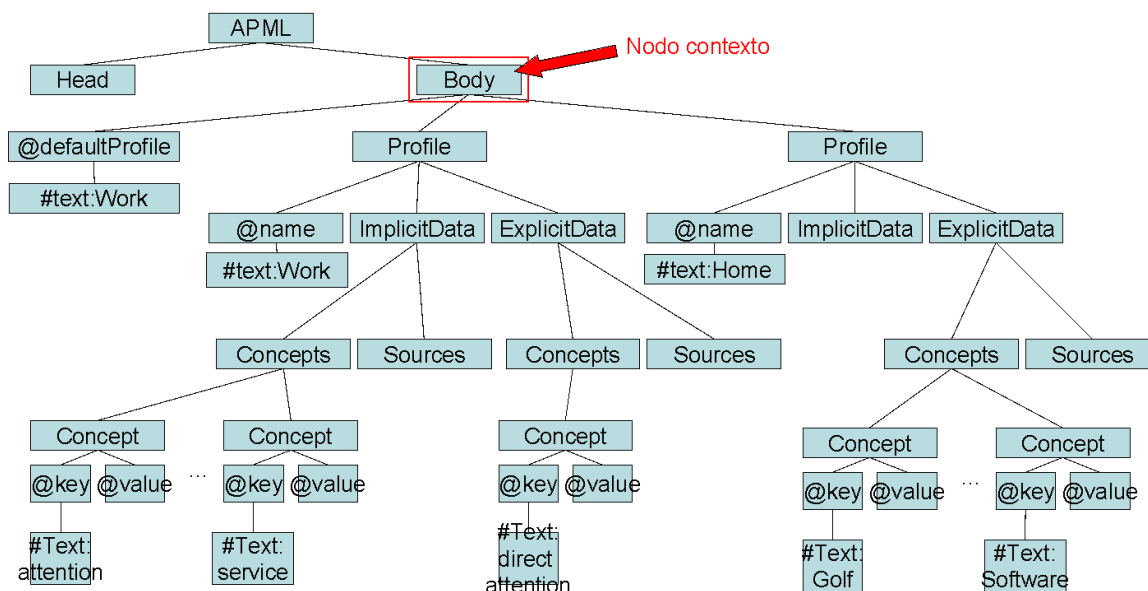 APML
Nodo contexto
Head
Body
@defaultProfile
Profile
Profile
#text:Work
@name
ImplicitData
ExplicitData
@name
ImplicitData
ExplicitData
#text:Work
#text:Home
Concepts
Sources
Concepts
Sources
Concepts
Sources
Concept
Concept
Concept
Concept
Concept
@key
@value
...
@key
@value
@key
@value
@key
@value
...
@key
@value
#Text:
attention
#Text:
service
#Text:
direct
attention
#Text:
Golf
#Text:
Software